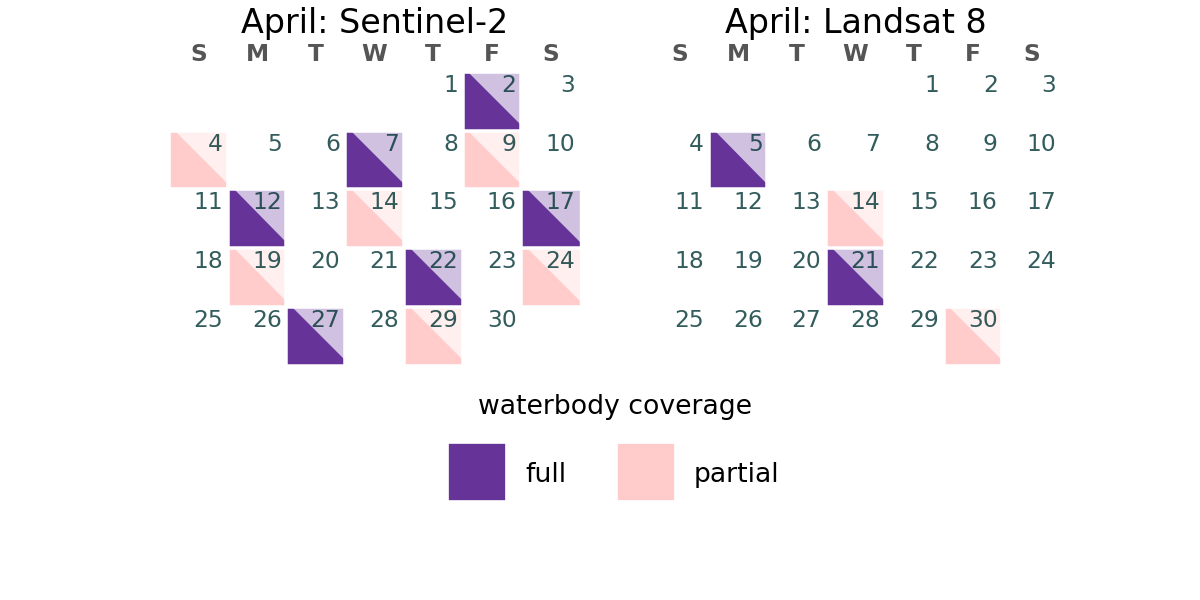 April: Sentinel-2
S M T W T F S
1 2 3
4 5 6 7 8 9 10
11 12 13 14 15 16 17
18 19 20 21 22 23 24
25 26 27 28 29 30
April: Landsat 8
S M T W T F S
1 2 3
4 5 6 7 8 9 10
11 12 13 14 15 16 17
18 19 20 21 22 23 24
25 26 27 28 29 30
waterbody coverage
full
partial